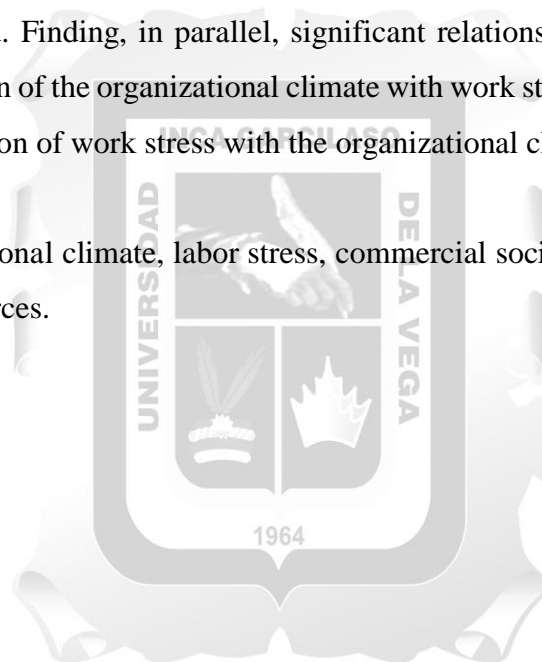 . Finding, in parallel, significant relations
n of the organizational climate with work st
on of work stress with the organizational cl
onal climate, labor stress, commercial soci
rces.
UNIVERSIDAD
INCA GARCILASO
DE LA VEGA
1964